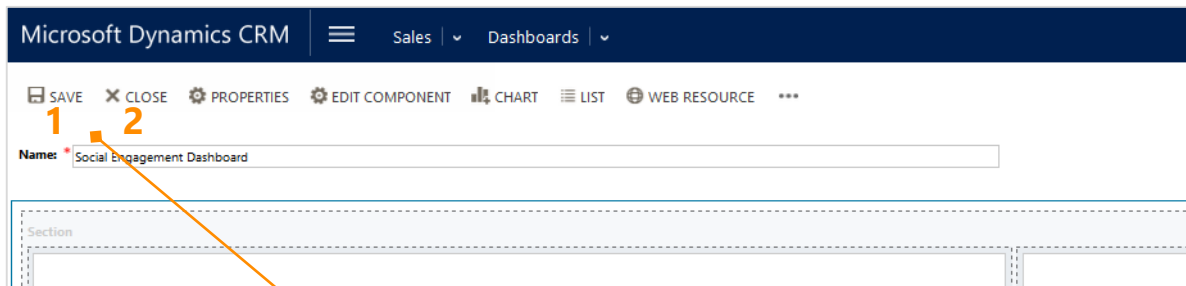 Microsoft Dynamics CRM Sales Dashboards
SAVE CLOSE PROPERTIES EDIT COMPONENT CHART LIST WEB RESOURCE •••
1 2
Name: * Social Engagement Dashboard
Section